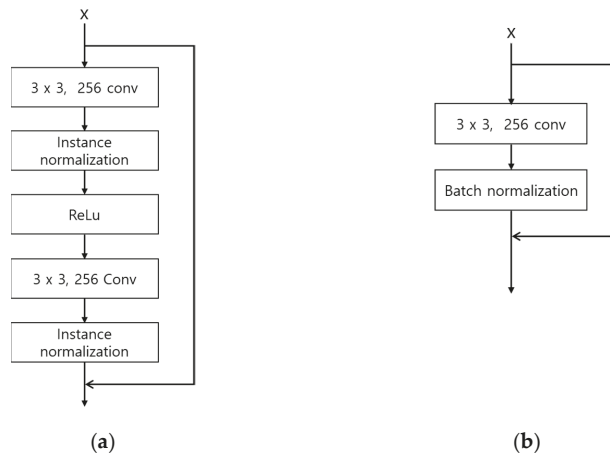 X
3 x 3, 256 conv
Instance
normalization
ReLu
3 x 3, 256 Conv
Instance
normalization
(a)
X
3 x 3, 256 conv
Batch normalization
(b)